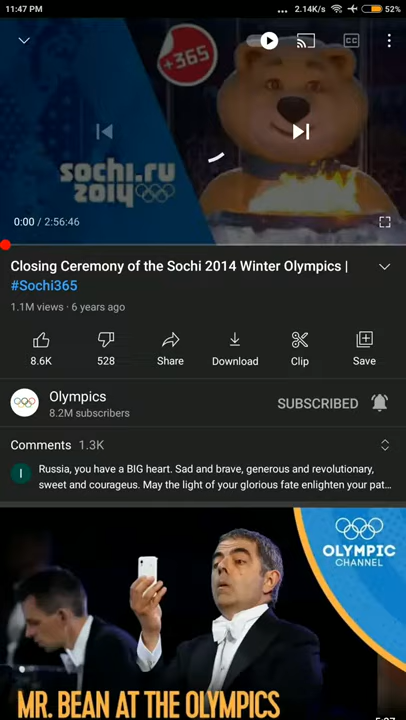 11:47 PM
... 2.14K/s 52%
CC
+365
sochi.ru
2014
0:00 / 2:56:46
Closing Ceremony of the Sochi 2014 Winter Olympics |
#Sochi365
1.1M views · 6 years ago
8.6K 528 Share Download Clip Save
Olympics
8.2M subscribers
SUBSCRIBED
Comments 1.3K
I
Russia, you have a BIG heart. Sad and brave, generous and revolutionary,
sweet and courageus. May the light of your glorious fate enlighten your pat...
OLYMPIC
CHANNEL
MR. BEAN AT THE OLYMPICS